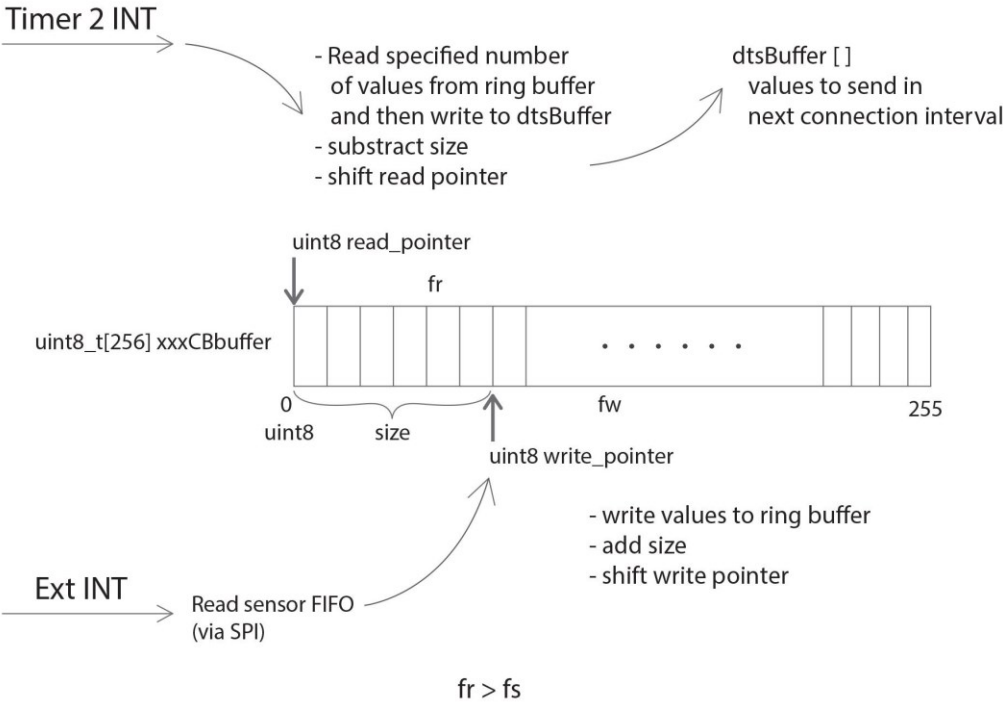 Timer 2 INT
- Read specified number
of values from ring buffer
and then write to dtsBuffer
- substract size
- shift read pointer
dtsBuffer [ ]
values to send in
next connection interval
uint8 read_pointer
fr
uint8_t[256] xxxCBbuffer
. . . . . .
0
uint8
size
fw
255
uint8 write_pointer
- write values to ring buffer
- add size
- shift write pointer
Ext INT
Read sensor FIFO
(via SPI)
fr > fs